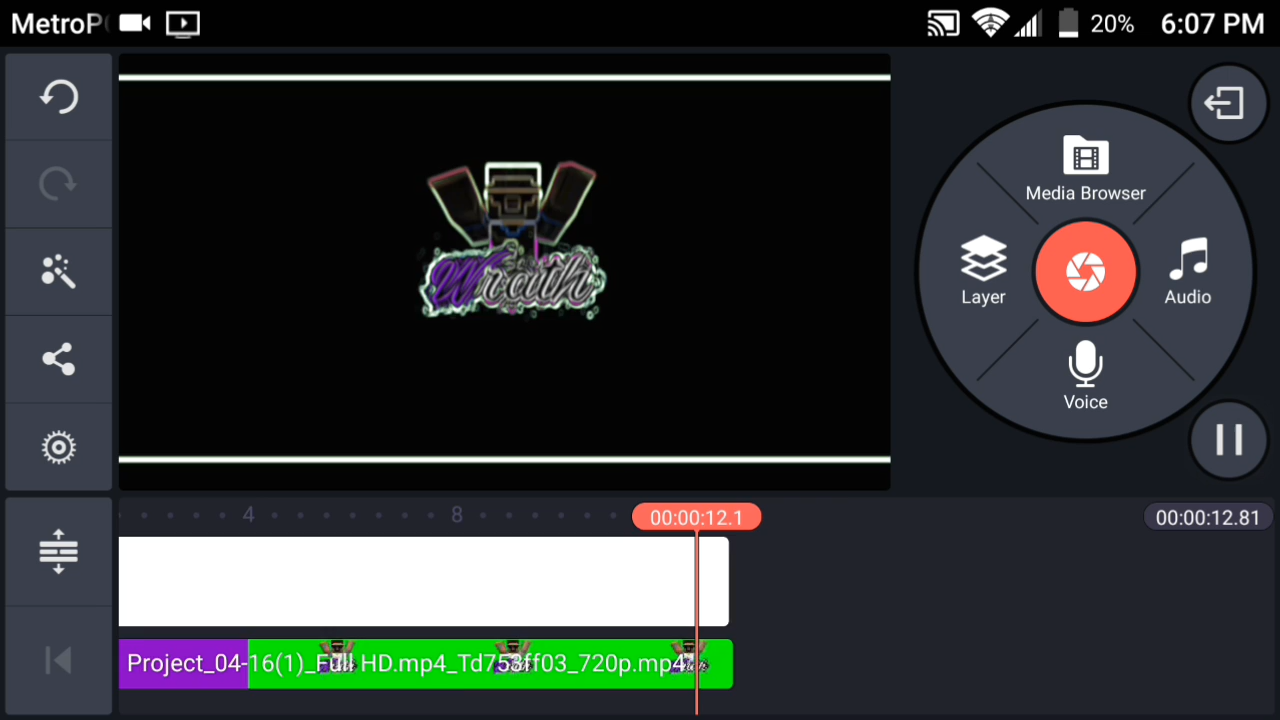 MetroP
20%
6:07 PM
Media Browser
Layer
Audio
Voice
Wrath
4
8
00:00:12.1
00:00:12.81
Project_04-16(1)_Full HD.mp4_Td753ff03_720p.mp4